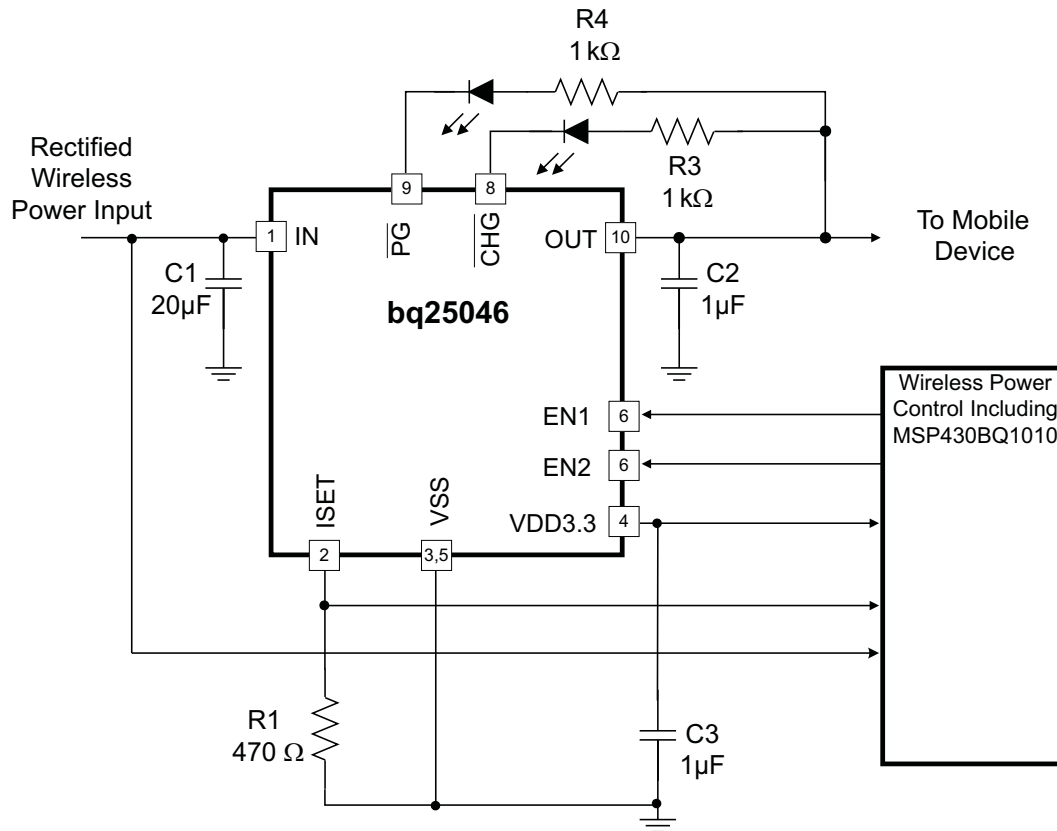 R4
1 kΩ
R3
1 kΩ
Rectified
Wireless
Power Input
9
8
PG
CHG
1
IN
OUT
10
To Mobile
Device
C1
20μF
C2
1μF
bq25046
Wireless Power
Control Including
MSP430BQ1010
EN1
6
EN2
6
VDD3.3
4
ISET
VSS
2
3,5
R1
470 Ω
C3
1μF